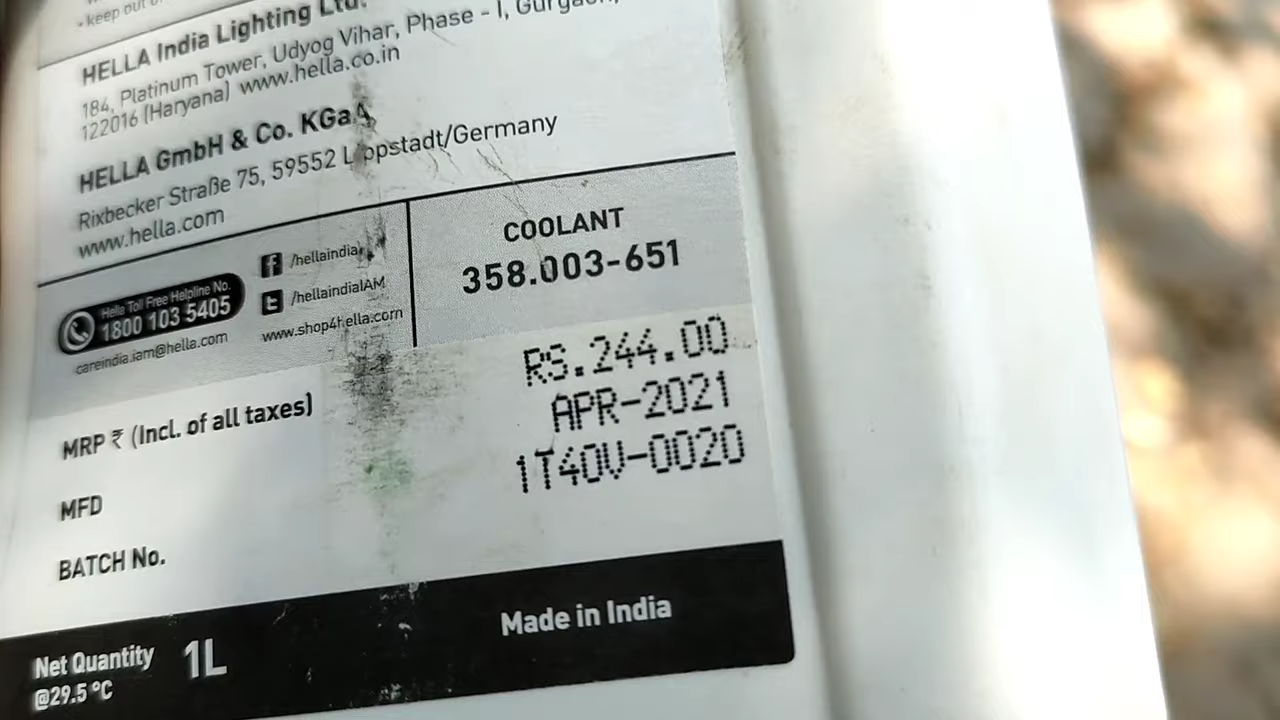 • keep out of
HELLA India Lighting Ltd.
184, Platinum Tower, Udyog Vihar, Phase - I, Gurgaon,
122016 (Haryana) www.hella.co.in
HELLA GmbH & Co. KGaA
Rixbecker Straße 75, 59552 Lippstadt/Germany
www.hella.com
Hella Toll Free Helpline No.
1800 103 5405
careindia.iam@hella.com
/hellaindia
/hellaindiaIAM
www.shop4hella.com
COOLANT
358.003-651
MRP ₹ (Incl. of all taxes) RS.244.00
MFD APR-2021
BATCH No. 1T40V-0020
Net Quantity 1L
@29.5 °C
Made in India